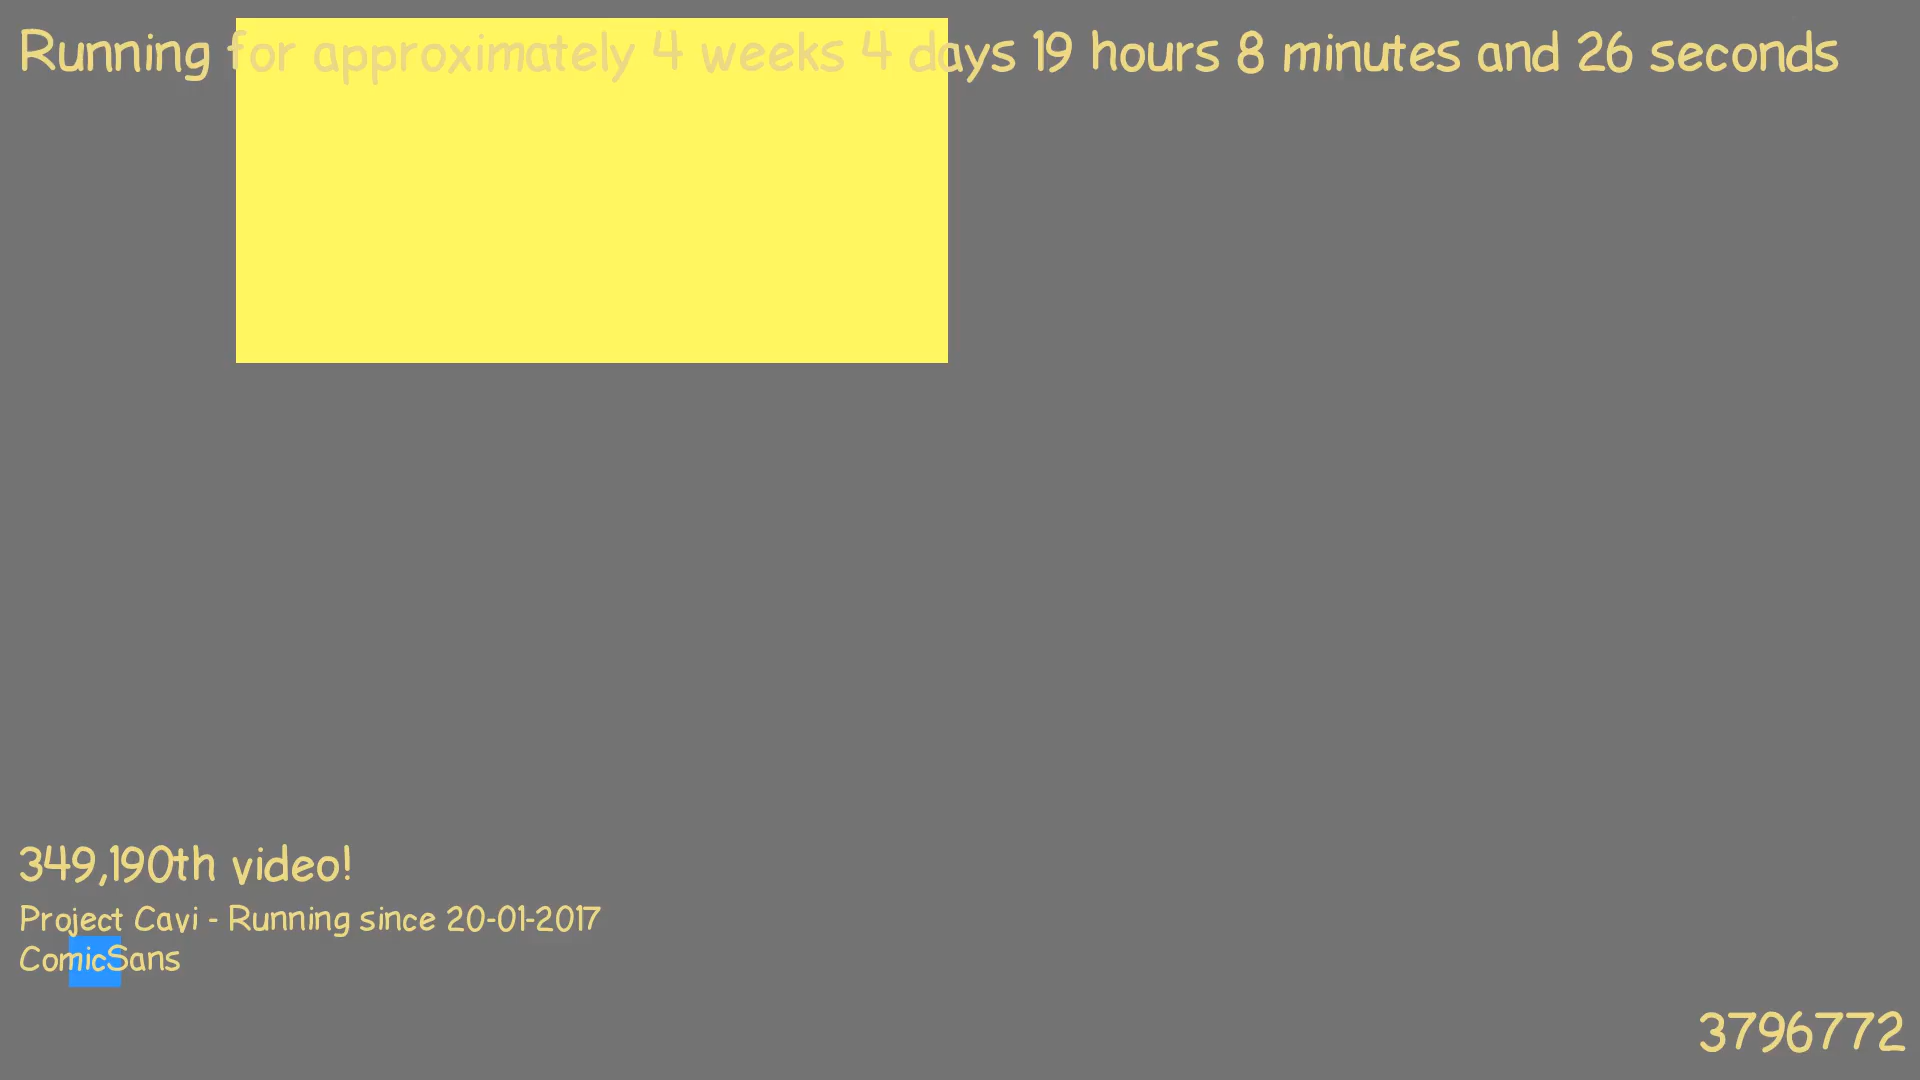 Running for approximately 4 weeks 4 days 19 hours 8 minutes and 26 seconds
349,190th video!
Project Cavi - Running since 20-01-2017
ComicSans
3796772